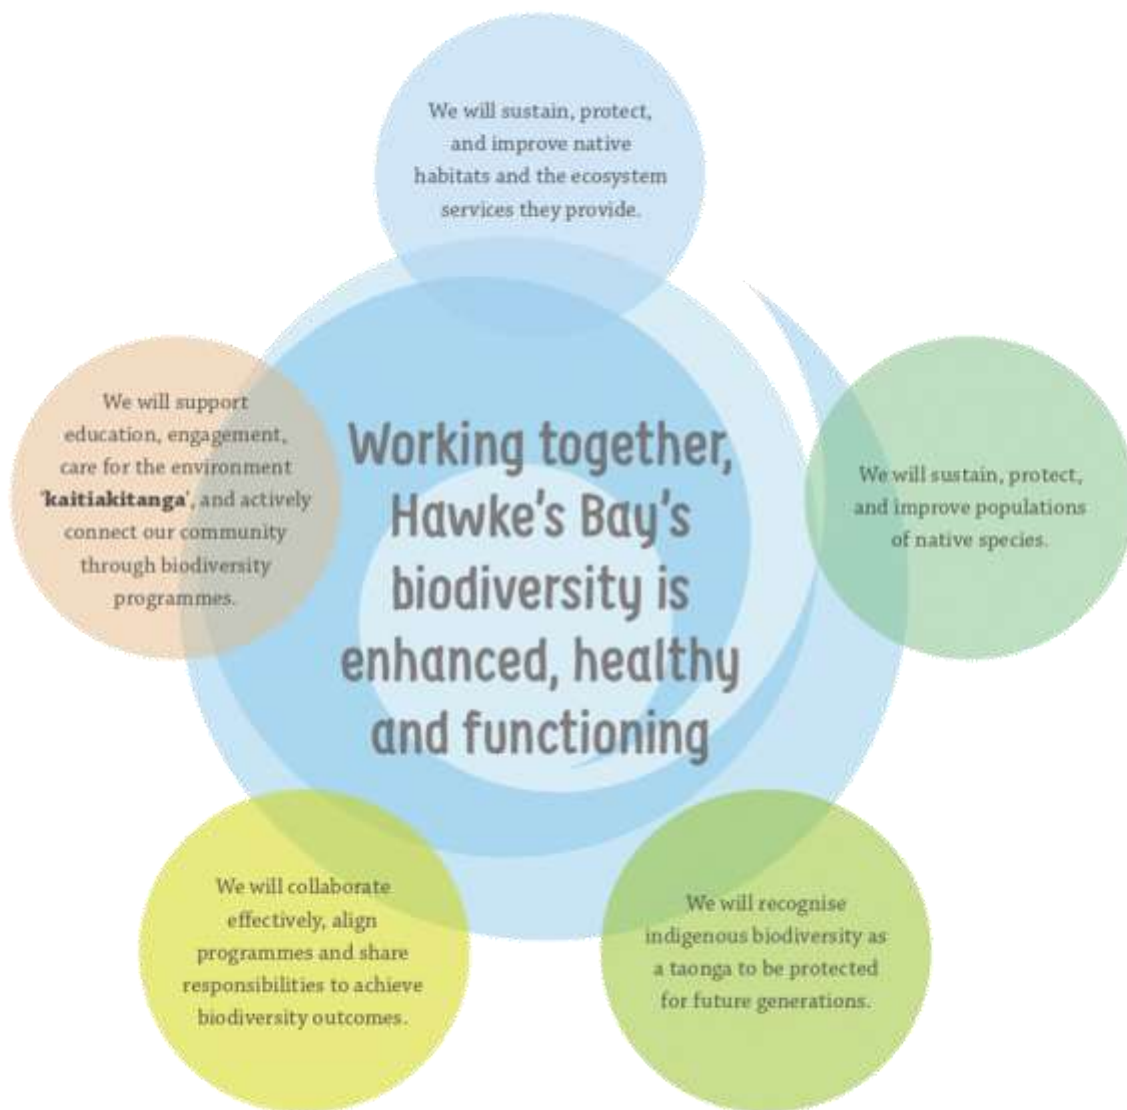 We will sustain, protect,
and improve native
habitats and the ecosystem
services they provide.
We will support
education, engagement,
care for the environment
'kaitiakitanga', and actively
connect our community
through biodiversity
programmes.
Working together,
Hawke's Bay's
biodiversity is
enhanced, healthy
and functioning
We will sustain, protect,
and improve populations
of native species.
We will collaborate
effectively, align
programmes and share
responsibilities to achieve
biodiversity outcomes.
We will recognise
indigenous biodiversity as
a taonga to be protected
for future generations.